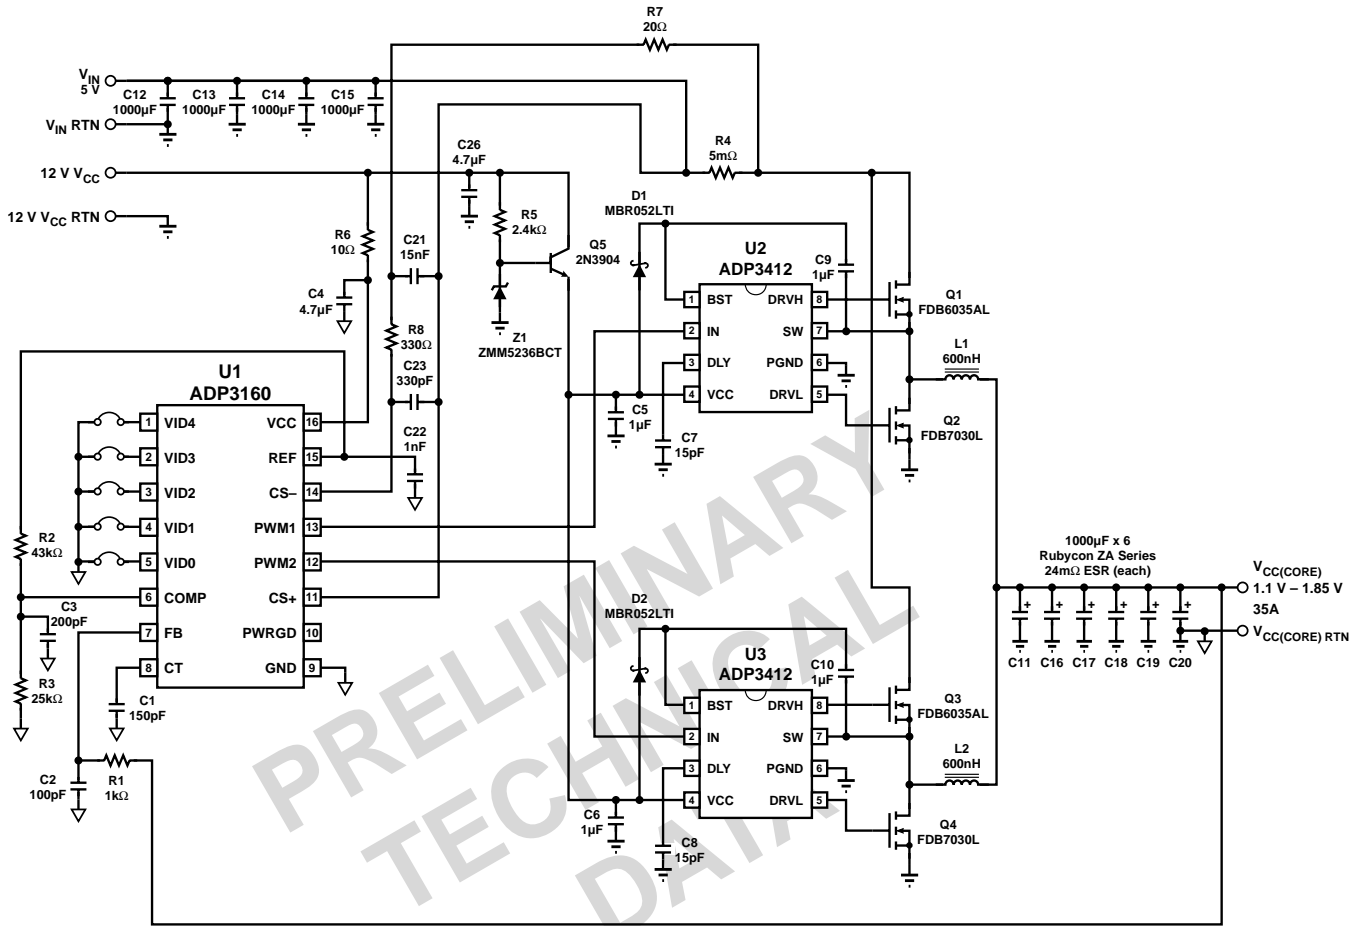 R7
20Ω
VIN
5 V
C12
1000µF
C13
1000µF
C14
1000µF
C15
1000µF
VIN RTN
12 V VCC
12 V VCC RTN
C26
4.7µF
R4
5mΩ
D1
MBR052LTI
R6
10Ω
C21
15nF
R5
2.4kΩ
Q5
2N3904
C4
4.7µF
R8
330Ω
Z1
ZMM5236BCT
C23
330pF
C22
1nF
U2
ADP3412
1 BST DRVH 8
2 IN SW 7
3 DLY PGND 6
4 VCC DRVL 5
C9
1µF
Q1
FDB6035AL
L1
600nH
Q2
FDB7030L
C5
1µF
C7
15pF
U1
ADP3160
1 VID4 VCC 16
2 VID3 REF 15
3 VID2 CS– 14
4 VID1 PWM1 13
5 VID0 PWM2 12
6 COMP CS+ 11
7 FB PWRGD 10
8 CT GND 9
R2
43kΩ
C3
200pF
R3
25kΩ
C1
150pF
C2
100pF
R1
1kΩ
1000µF x 6
Rubycon ZA Series
24mΩ ESR (each)
+ + + + + +
C11 C16 C17 C18 C19 C20
VCC(CORE)
1.1 V – 1.85 V
35A
VCC(CORE) RTN
D2
MBR052LTI
U3
ADP3412
1 BST DRVH 8
2 IN SW 7
3 DLY PGND 6
4 VCC DRVL 5
C10
1µF
Q3
FDB6035AL
L2
600nH
Q4
FDB7030L
C6
1µF
C8
15pF
PRELIMINARY
TECHNICAL
DATA